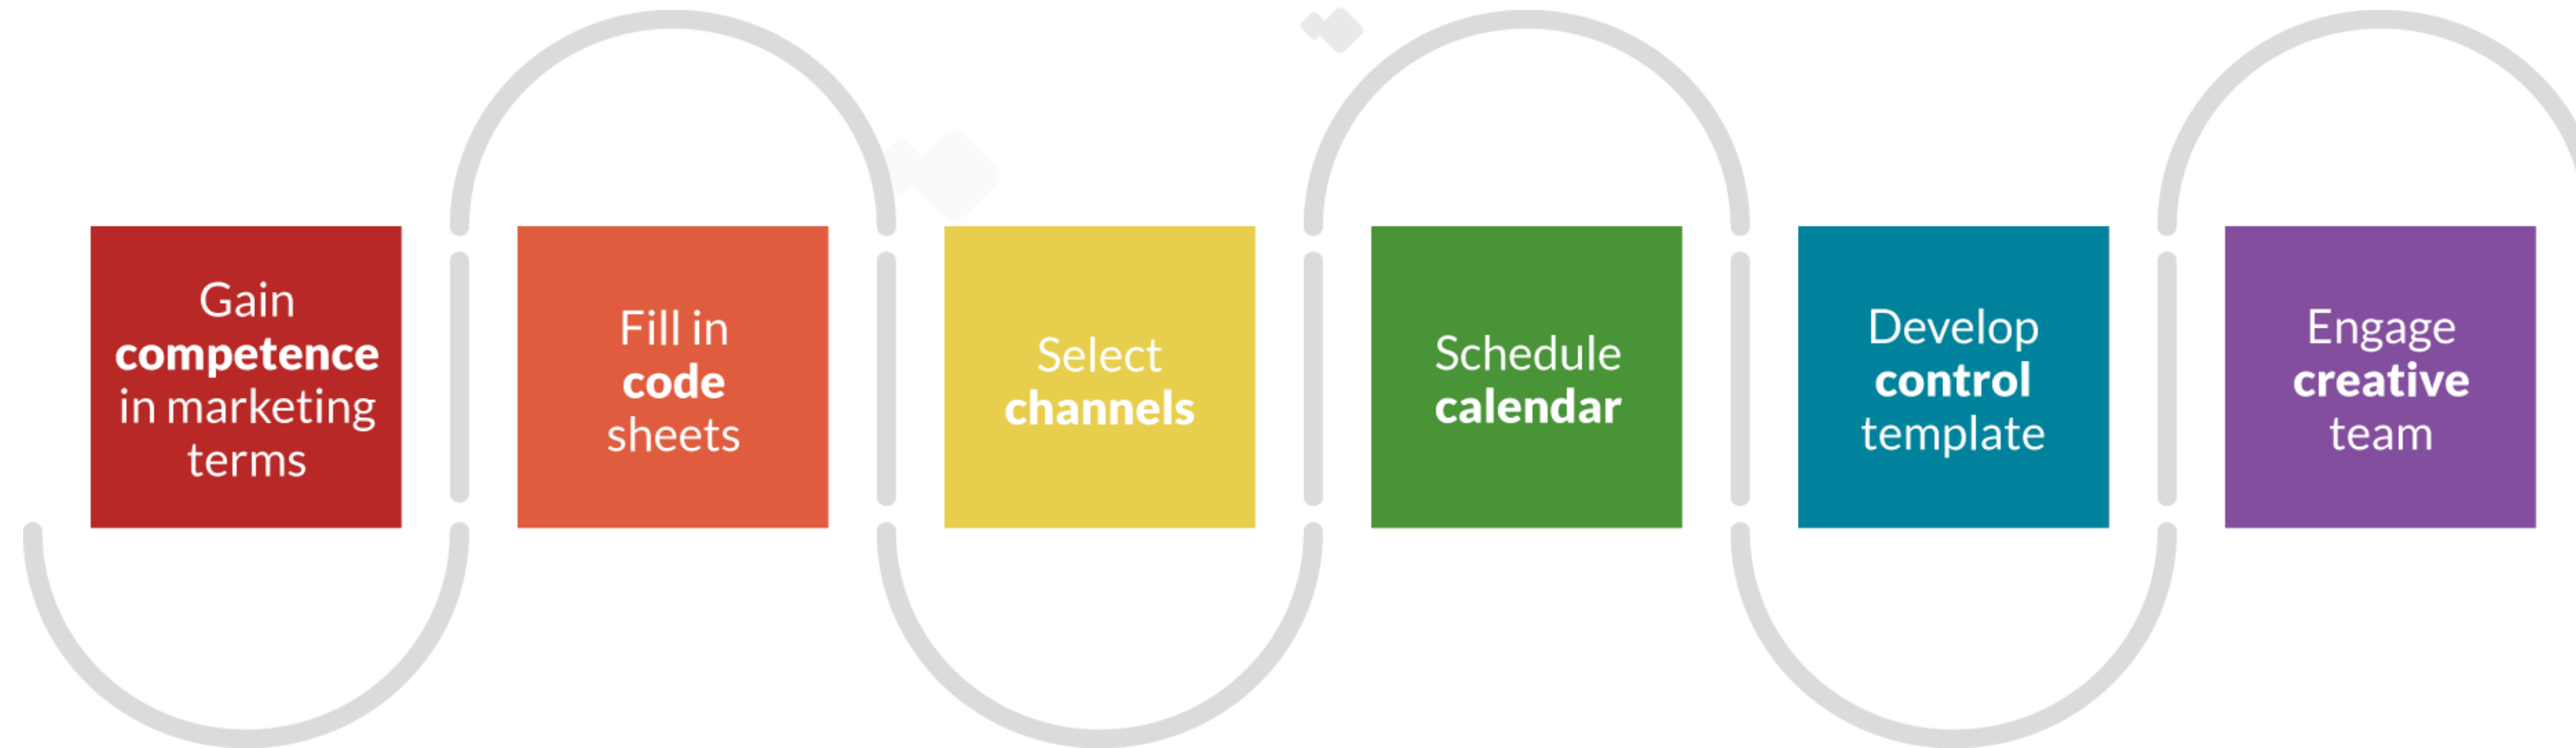 Gain
competence
in marketing
terms
Fill in
code
sheets
Select
channels
Schedule
calendar
Develop
control
template
Engage
creative
team